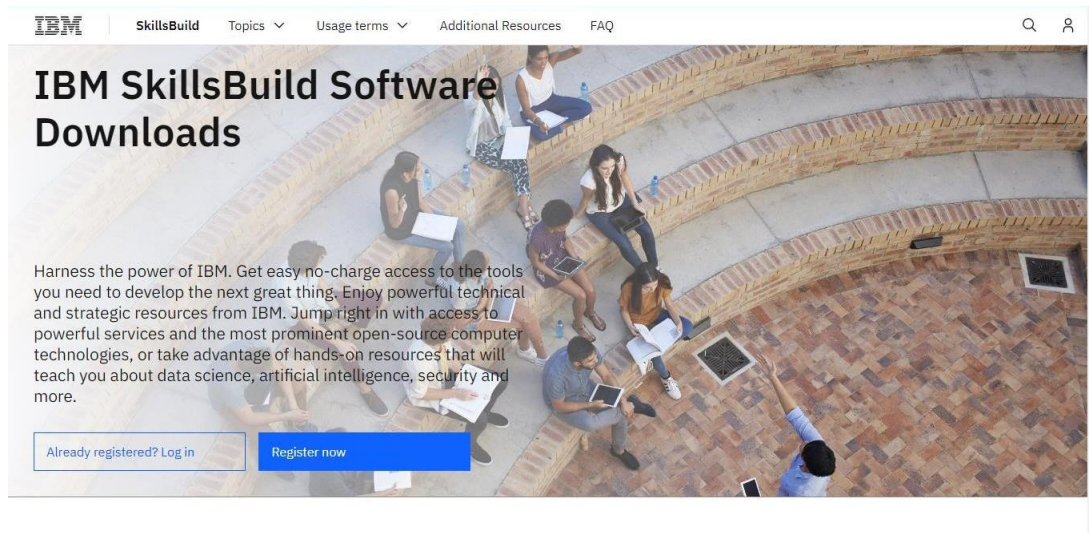 IBM SkillsBuild Topics Usage terms Additional Resources FAQ
IBM SkillsBuild Software
Downloads
Harness the power of IBM. Get easy no-charge access to the tools
you need to develop the next great thing. Enjoy powerful technical
and strategic resources from IBM. Jump right in with access to
powerful services and the most prominent open-source computer
technologies, or take advantage of hands-on resources that will
teach you about data science, artificial intelligence, security and
more.
Already registered? Log in Register now